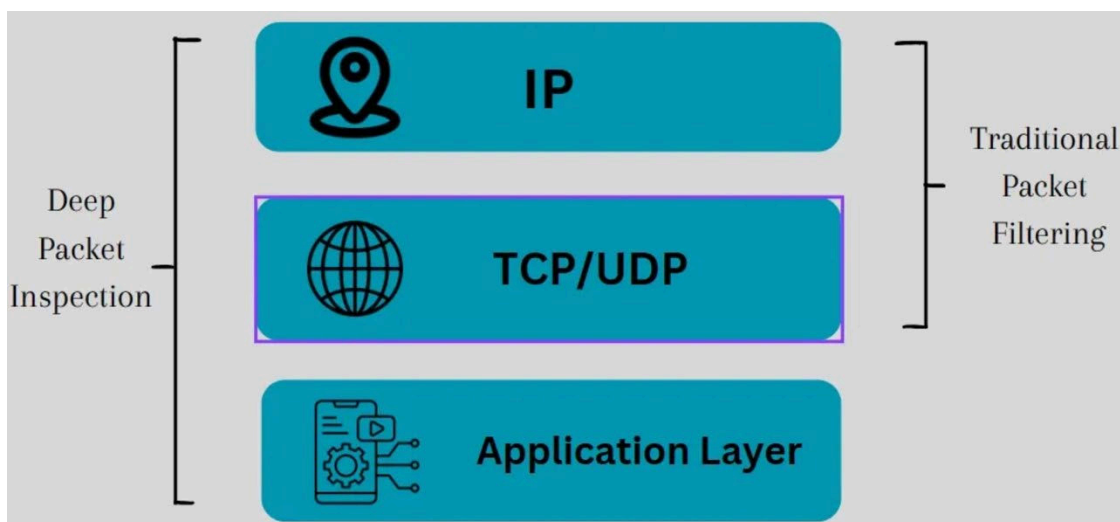 IP
Traditional
Packet
Filtering
Deep
Packet
Inspection
TCP/UDP
Application Layer